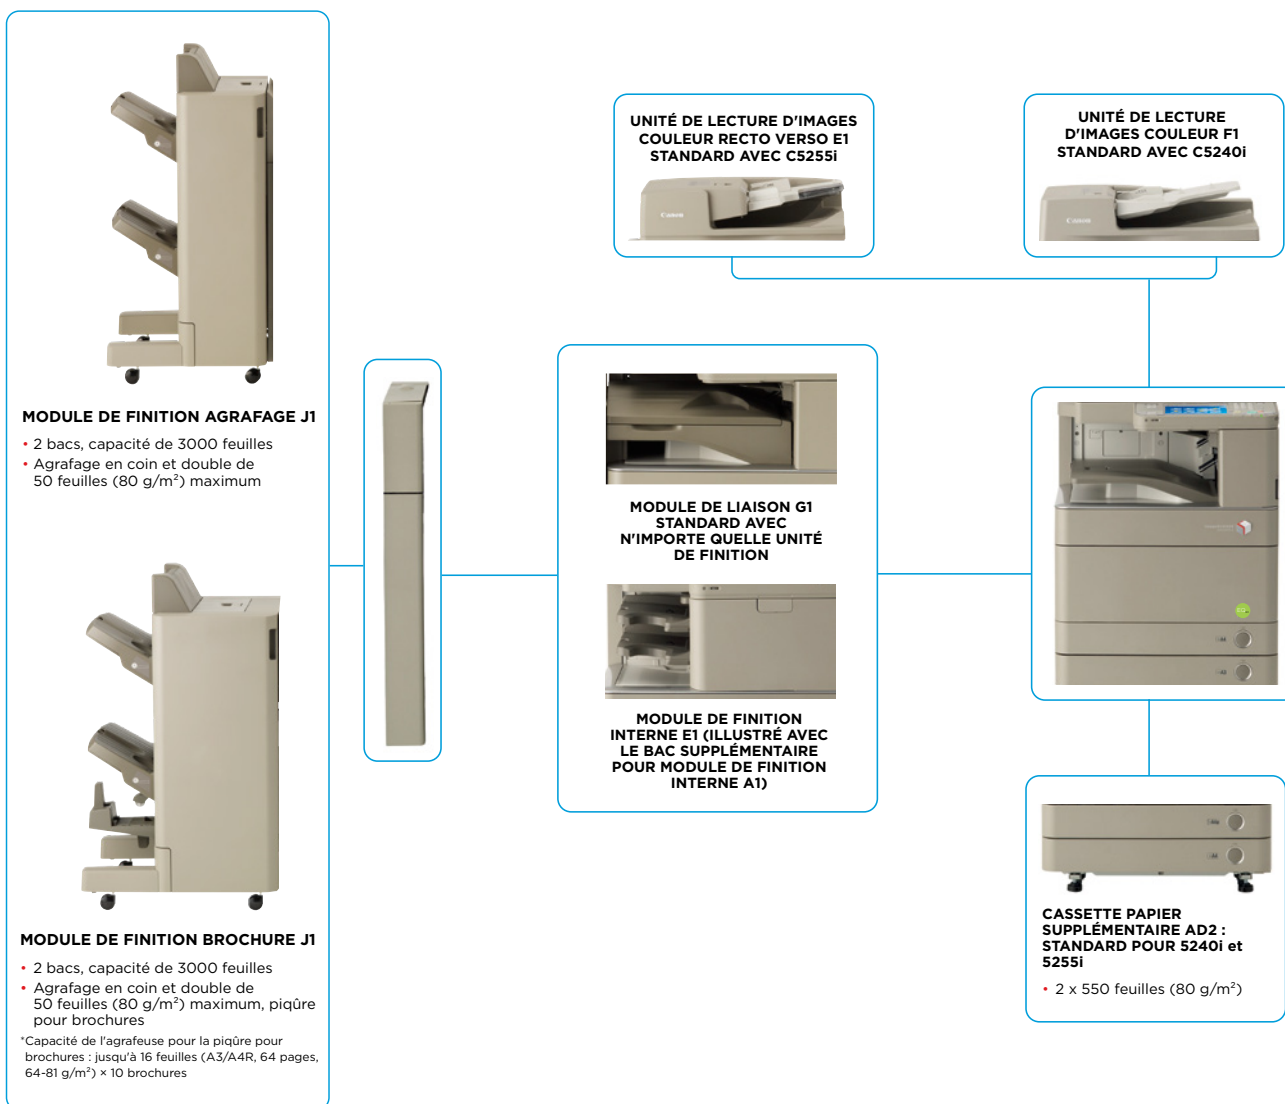 UNITÉ DE LECTURE D'IMAGES
COULEUR RECTO VERSO E1
STANDARD AVEC C5255i
Canon
UNITÉ DE LECTURE
D'IMAGES COULEUR F1
STANDARD AVEC C5240i
Canon
MODULE DE FINITION AGRAFAGE J1
• 2 bacs, capacité de 3000 feuilles
• Agrafage en coin et double de
50 feuilles (80 g/m²) maximum
MODULE DE LIAISON G1
STANDARD AVEC
N'IMPORTE QUELLE UNITÉ
DE FINITION
MODULE DE FINITION
INTERNE E1 (ILLUSTRÉ AVEC
LE BAC SUPPLÉMENTAIRE
POUR MODULE DE FINITION
INTERNE A1)
MODULE DE FINITION BROCHURE J1
• 2 bacs, capacité de 3000 feuilles
• Agrafage en coin et double de
50 feuilles (80 g/m²) maximum, piqûre
pour brochures
*Capacité de l'agrafeuse pour la piqûre pour
brochures : jusqu'à 16 feuilles (A3/A4R, 64 pages,
64-81 g/m²) × 10 brochures
CASSETTE PAPIER
SUPPLÉMENTAIRE AD2 :
STANDARD POUR 5240i et
5255i
• 2 x 550 feuilles (80 g/m²)